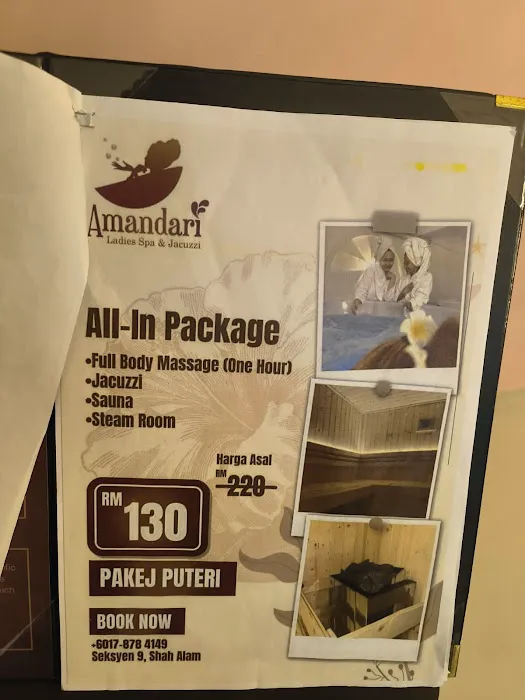 Amandari
Ladies Spa & Jacuzzi
All-In Package
•Full Body Massage (One Hour)
•Jacuzzi
•Sauna
•Steam Room
Harga Asal
RM 220
RM 130
PAKEJ PUTERI
BOOK NOW
+6017-878 4149
Seksyen 9, Shah Alam